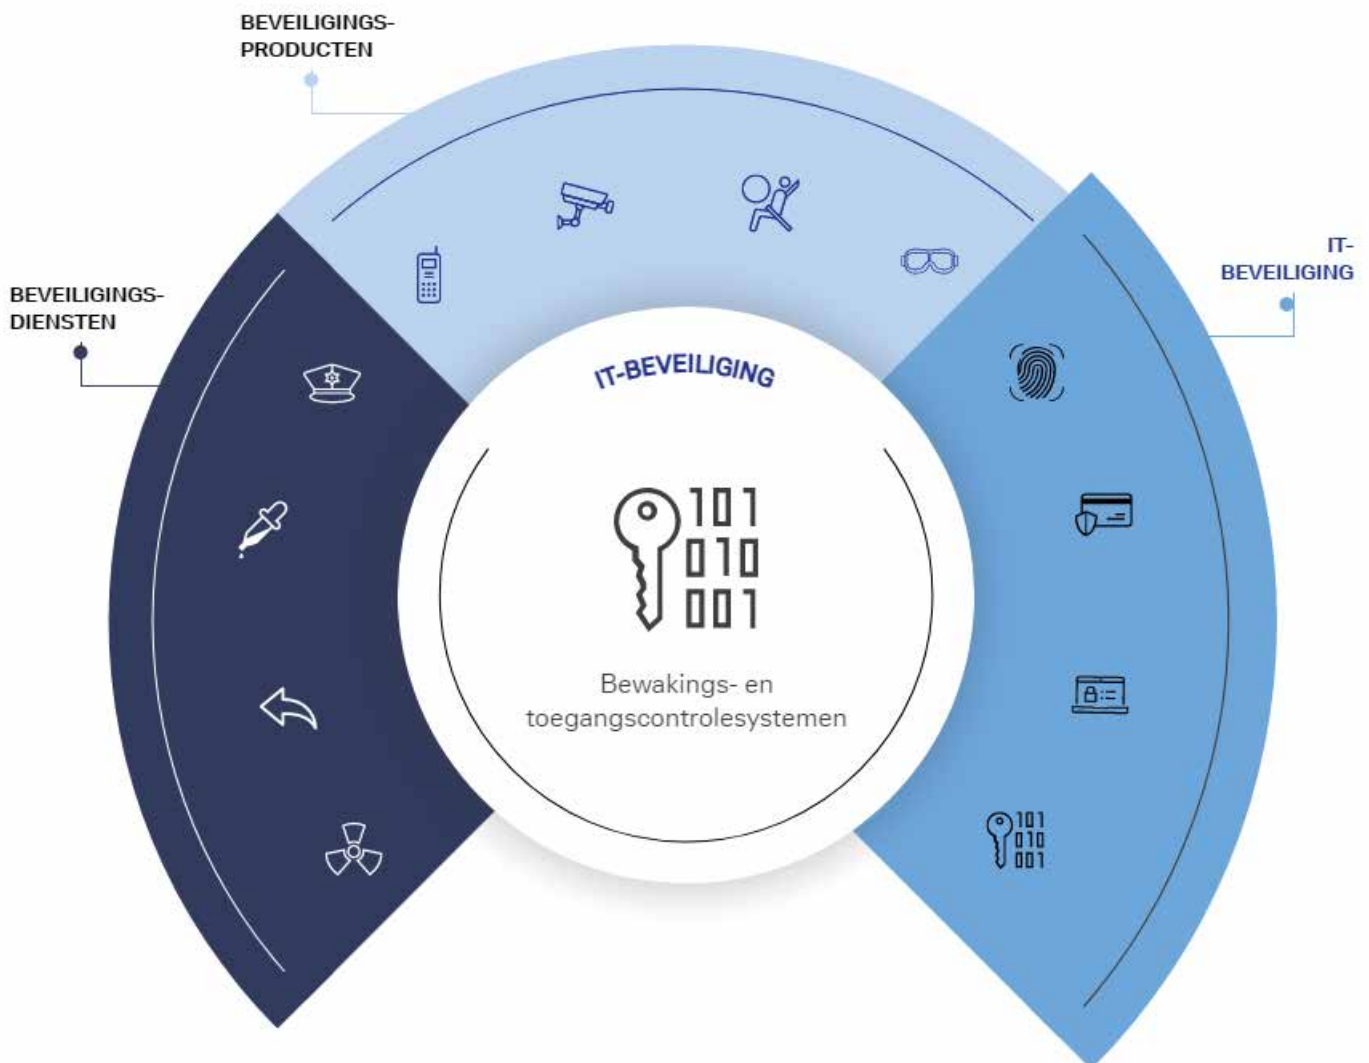 BEVEILIGINGS-
PRODUCTEN
IT-
BEVEILIGING
BEVEILIGINGS-
DIENSTEN
IT-BEVEILIGING
101
010
001
Bewakings- en
toegangscontrolesystemen
101
010
001